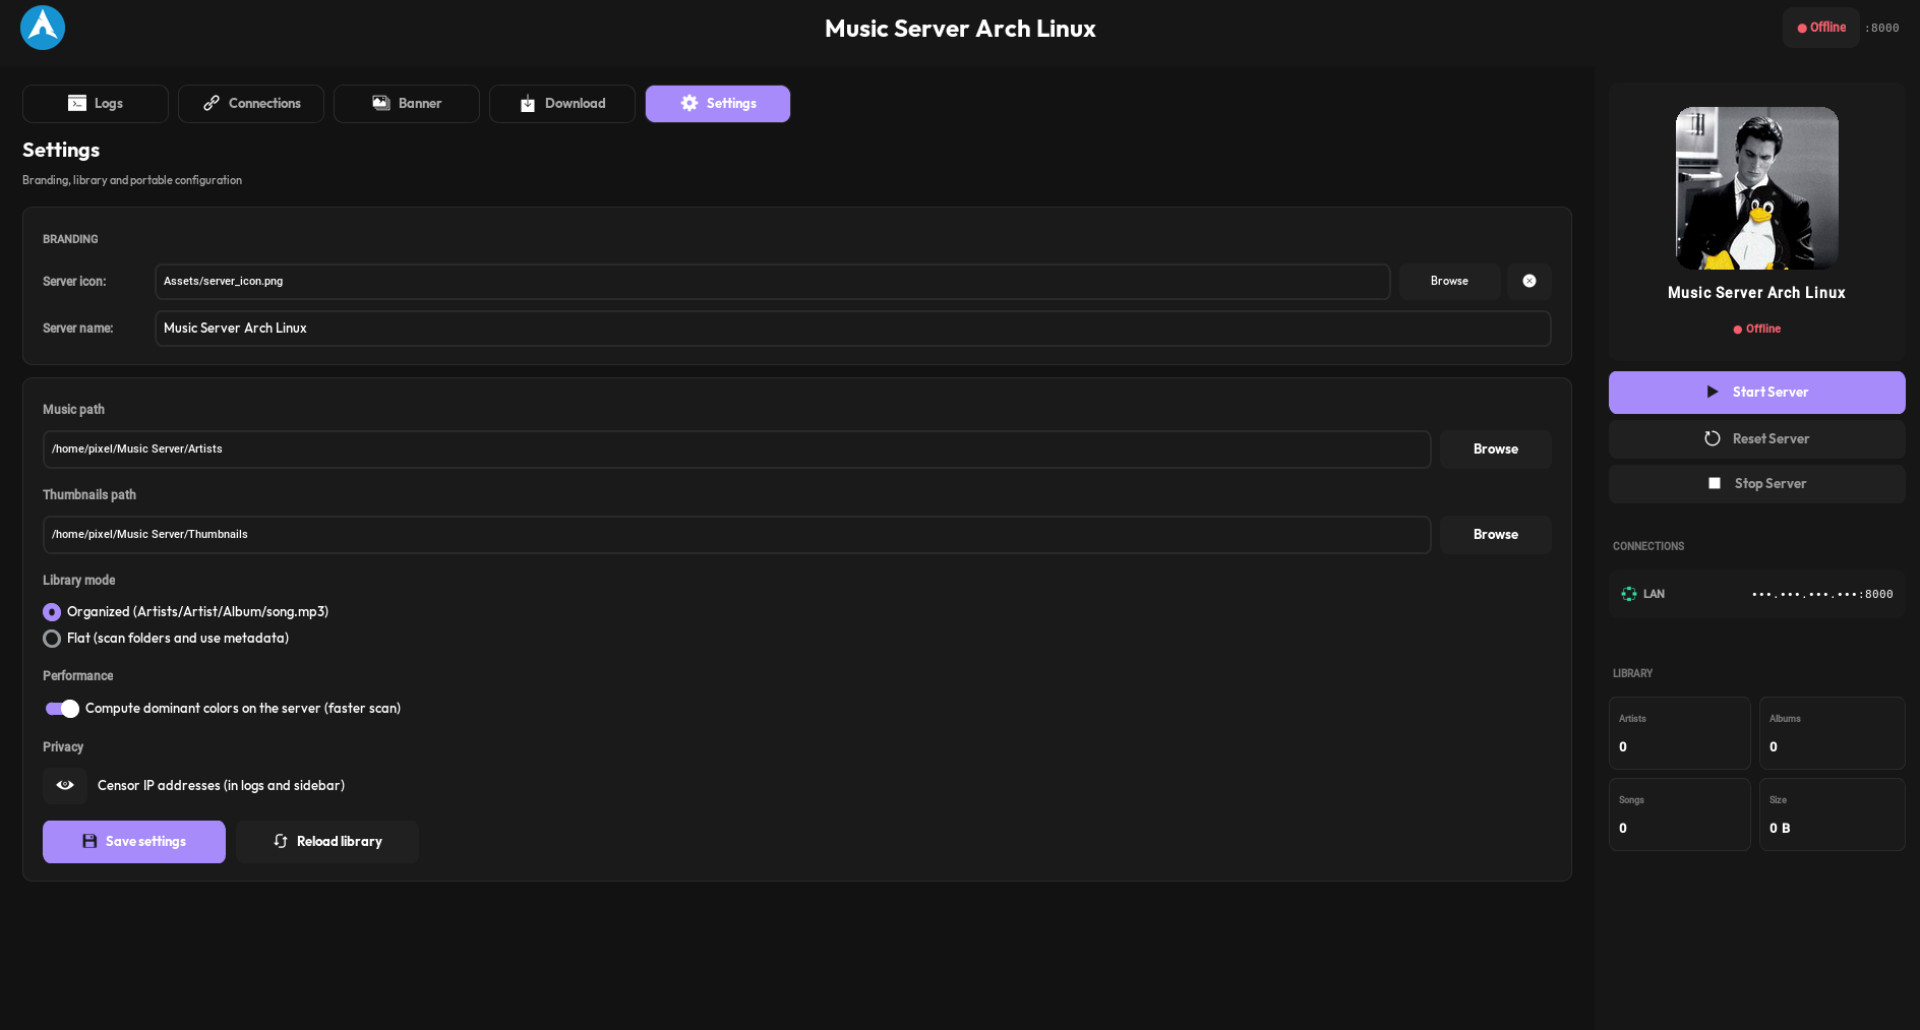 Music Server Arch Linux
Offline :8000
Logs
Connections
Banner
Download
Settings
Settings
Branding, library and portable configuration
BRANDING
Server icon: Assets/server_icon.png Browse
Server name: Music Server Arch Linux
Music path
/home/pixel/Music Server/Artists Browse
Thumbnails path
/home/pixel/Music Server/Thumbnails Browse
Library mode
Organized (Artists/Artist/Album/song.mp3)
Flat (scan folders and use metadata)
Performance
Compute dominant colors on the server (faster scan)
Privacy
Censor IP addresses (in logs and sidebar)
Save settings
Reload library
Music Server Arch Linux
Offline
Start Server
Reset Server
Stop Server
CONNECTIONS
LAN •••.•••.•••.•••:8000
LIBRARY
Artists
0
Albums
0
Songs
0
Size
0 B